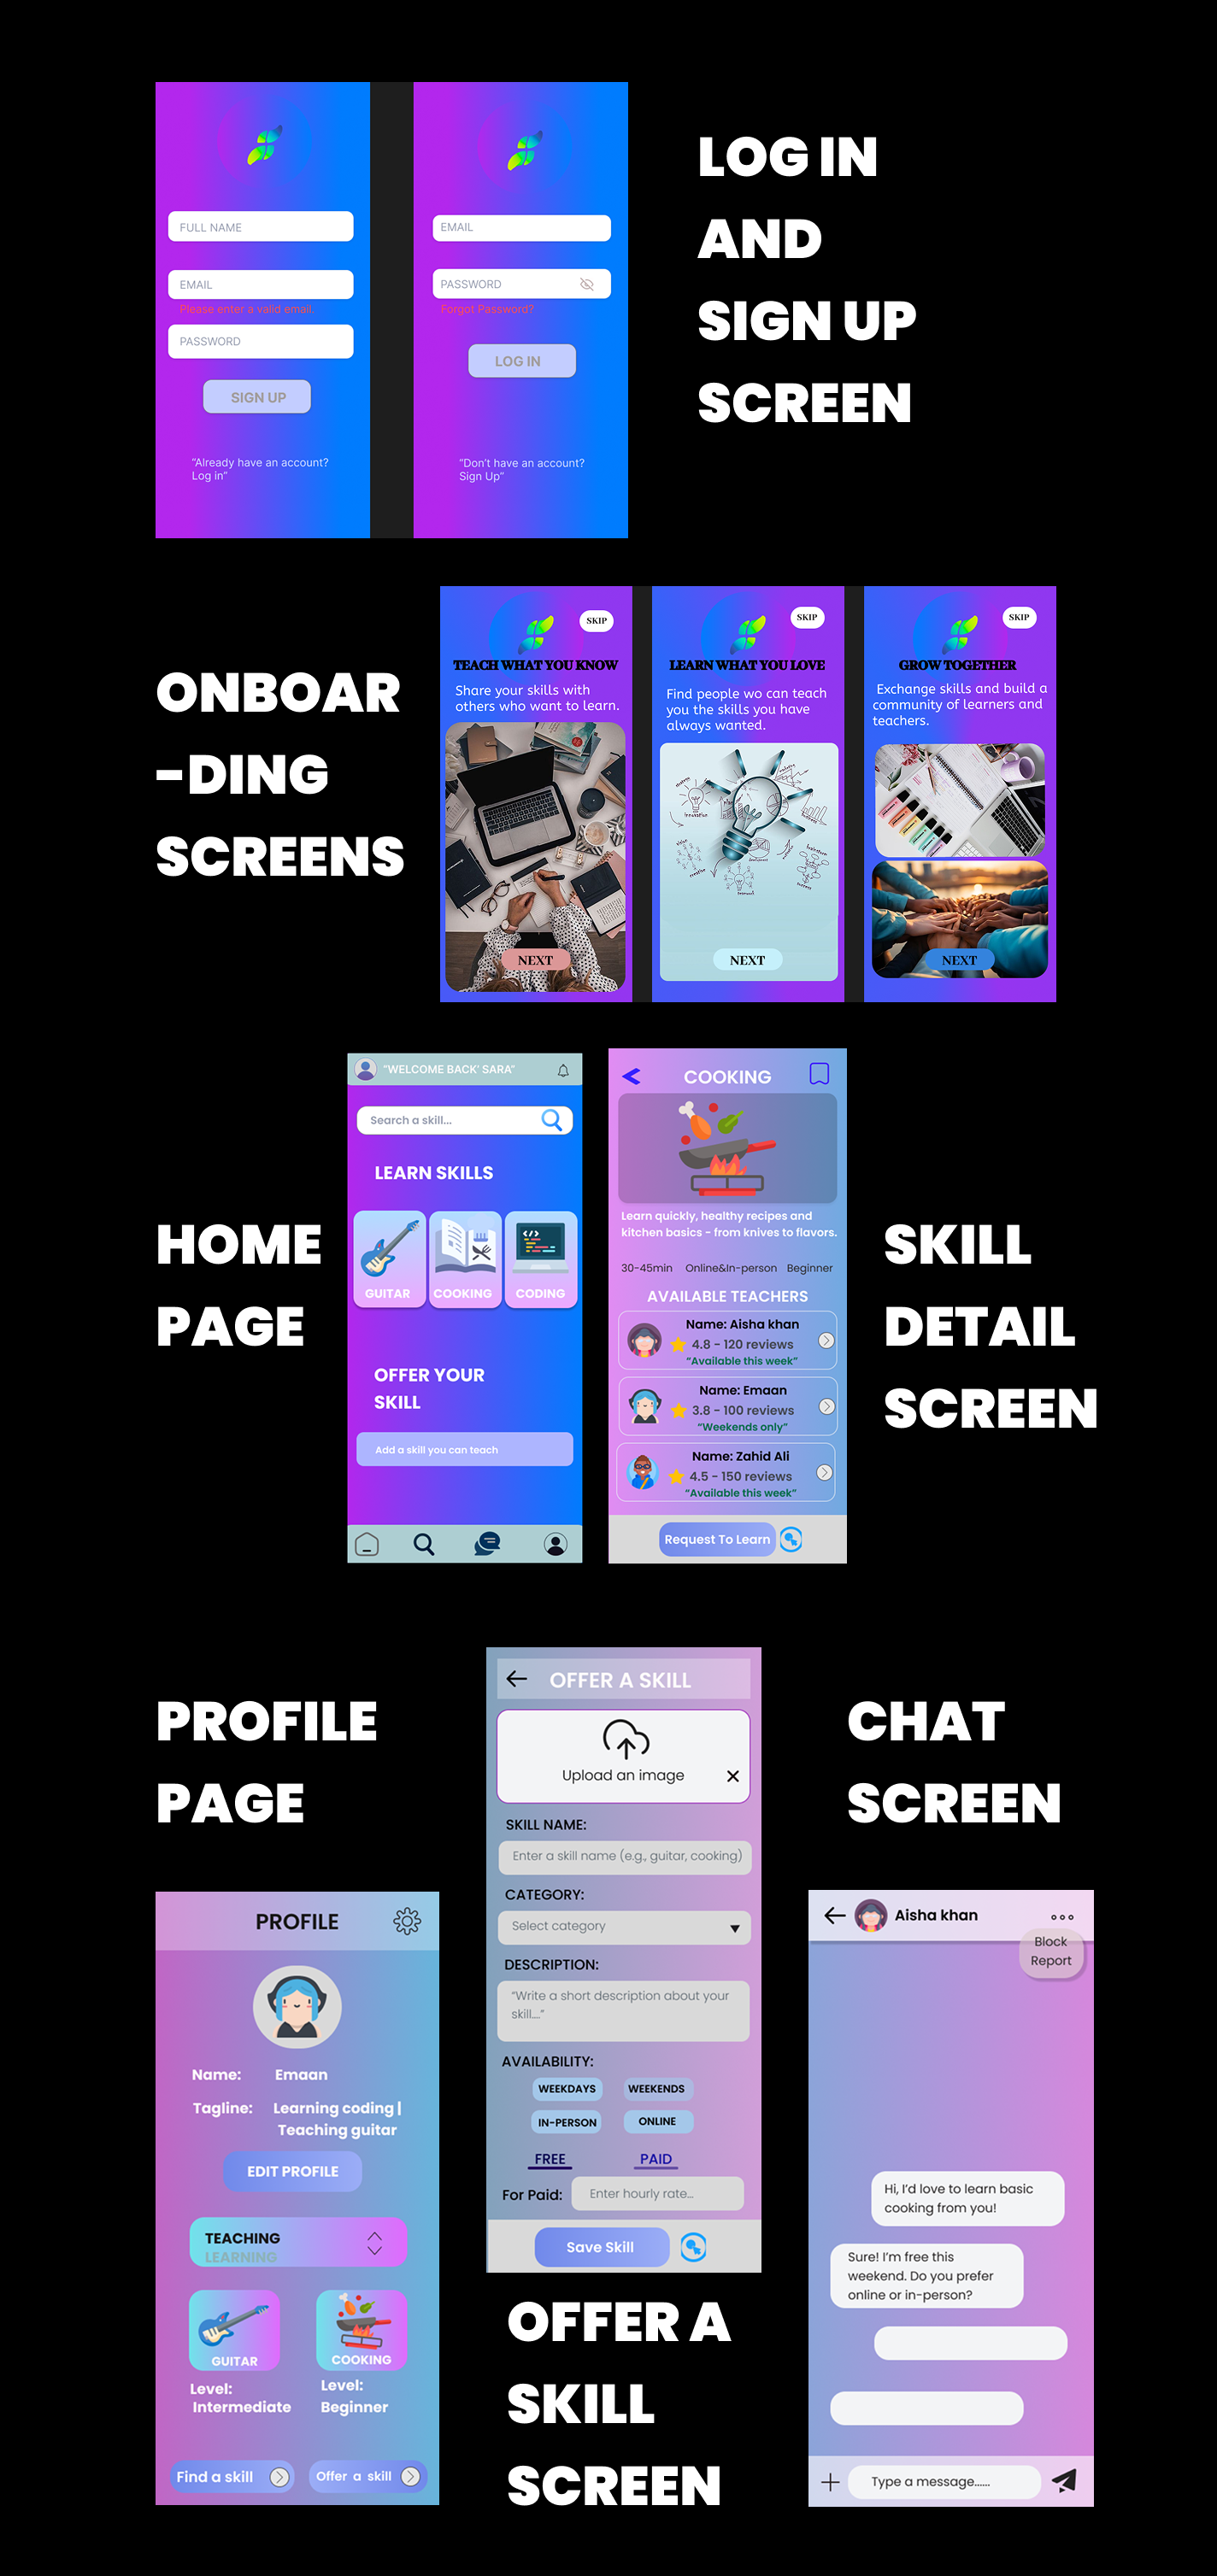 FULL NAME
EMAIL
Please enter a valid email.
PASSWORD
SIGN UP
“Already have an account?
Log in”
EMAIL
PASSWORD
Forgot Password?
LOG IN
“Don’t have an account?
Sign Up”
LOG IN
AND
SIGN UP
SCREEN
ONBOAR
-DING
SCREENS
SKIP
TEACH WHAT YOU KNOW
Share your skills with
others who want to learn.
NEXT
SKIP
LEARN WHAT YOU LOVE
Find people wo can teach
you the skills you have
always wanted.
innovation
NEXT
SKIP
GROW TOGETHER
Exchange skills and build a
community of learners and
teachers.
NEXT
HOME
PAGE
“WELCOME BACK’ SARA”
Search a skill...
LEARN SKILLS
GUITAR
COOKING
CODING
OFFER YOUR
SKILL
Add a skill you can teach
COOKING
Learn quickly, healthy recipes and
kitchen basics - from knives to flavors.
30-45min Online&In-person Beginner
AVAILABLE TEACHERS
Name: Aisha khan
4.8 - 120 reviews
“Available this week”
Name: Emaan
3.8 - 100 reviews
“Weekends only”
Name: Zahid Ali
4.5 - 150 reviews
“Available this week”
Request To Learn
SKILL
DETAIL
SCREEN
PROFILE
PAGE
PROFILE
Name: Emaan
Tagline: Learning coding |
Teaching guitar
EDIT PROFILE
TEACHING
LEARNING
GUITAR
COOKING
Level:
Intermediate
Level:
Beginner
Find a skill
Offer a skill
OFFER A SKILL
Upload an image
SKILL NAME:
Enter a skill name (e.g., guitar, cooking)
CATEGORY:
Select category
DESCRIPTION:
“Write a short description about your
skill...”
AVAILABILITY:
WEEKDAYS
WEEKENDS
IN-PERSON
ONLINE
FREE
PAID
For Paid:
Enter hourly rate...
Save Skill
OFFER A
SKILL
SCREEN
CHAT
SCREEN
Aisha khan
Block
Report
Hi, I’d love to learn basic
cooking from you!
Sure! I’m free this
weekend. Do you prefer
online or in-person?
Type a message......